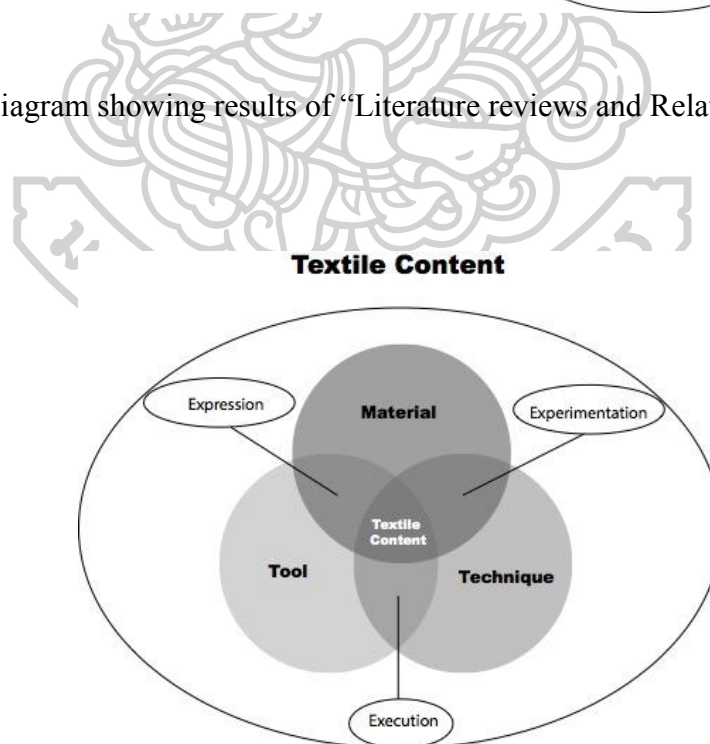 iagram showing results of “Literature reviews and Rela
Textile Content
Expression
Material
Experimentation
Textile
Content
Tool
Technique
Execution